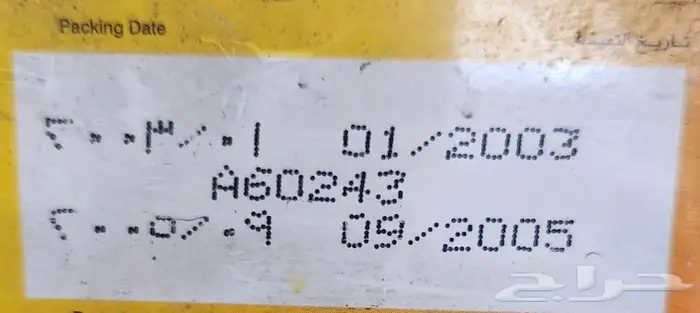 Packing Date تاريخ التعبئة
٢٠٠٣/٠١ 01/2003
A60243
٢٠٠٥/٠٩ 09/2005
حراج